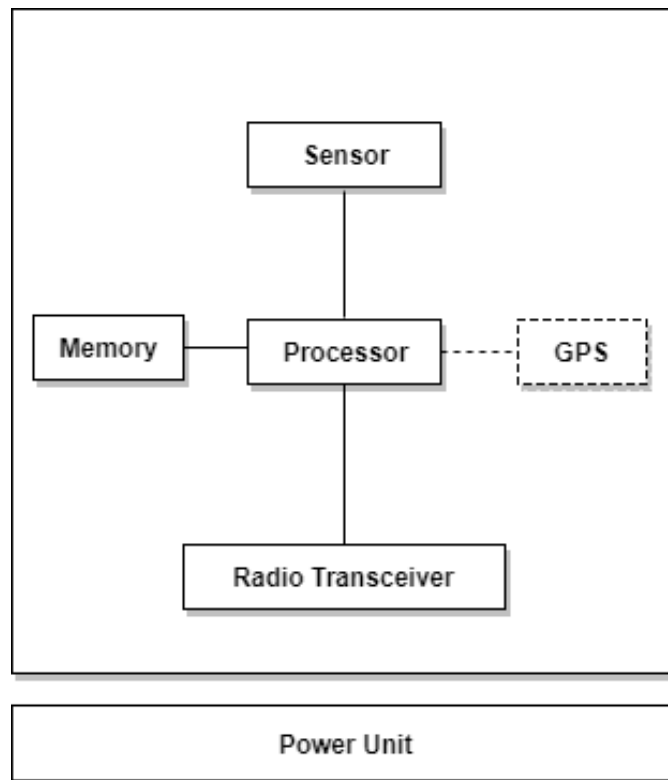 Sensor
Memory
Processor
GPS
Radio Transceiver
Power Unit